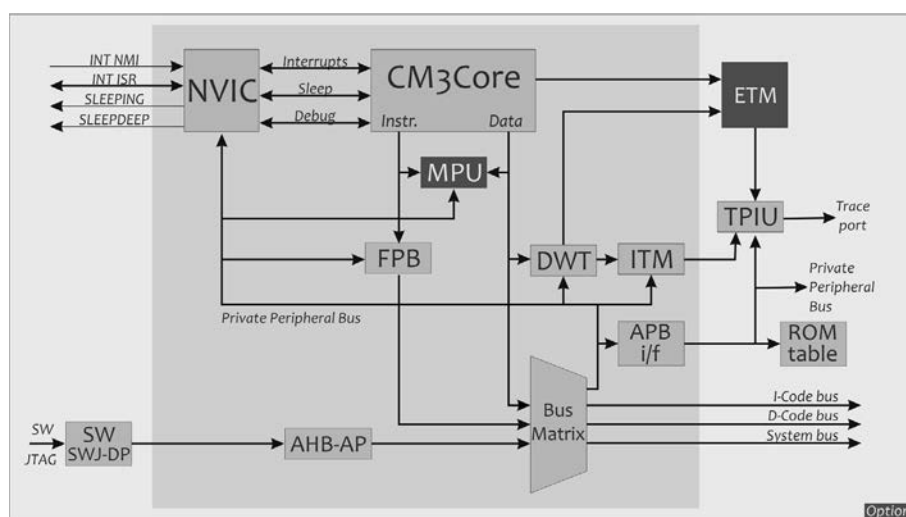 INT NMI
INT ISR
SLEEPING
SLEEPDEEP
NVIC
Interrupts
Sleep
Debug
CM3Core
Instr.
Data
ETM
MPU
TPIU
Trace
port
FPB
DWT
ITM
Private
Peripheral
Bus
Private Peripheral Bus
APB
i/f
ROM
table
Bus
Matrix
I-Code bus
D-Code bus
System bus
SW
JTAG
SW
SWJ-DP
AHB-AP
Option